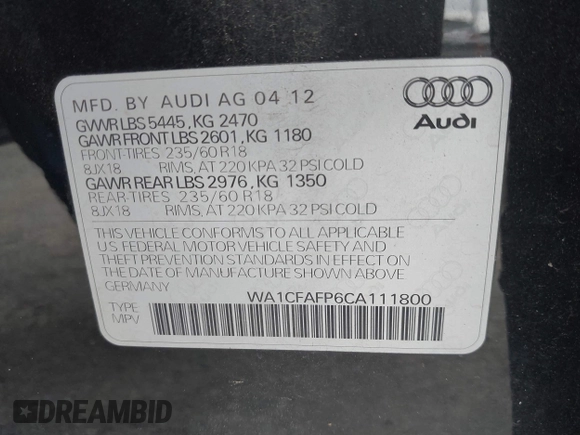 MFD. BY AUDI AG 04 12
GVWR LBS 5445, KG 2470
GAWR FRONT LBS 2601, KG 1180
FRONT-TIRES 235/60 R18
8JX18 RIMS, AT 220 KPA 32 PSI COLD
GAWR REAR LBS 2976, KG 1350
REAR-TIRES 235/60 R18
8JX18 RIMS, AT 220 KPA 32 PSI COLD
Audi
THIS VEHICLE CONFORMS TO ALL APPLICABLE
U.S. FEDERAL MOTOR VEHICLE SAFETY AND
THEFT PREVENTION STANDARDS IN EFFECT ON
THE DATE OF MANUFACTURE SHOWN ABOVE.
GERMANY WA1CFAFP6CA111800
TYPE
MPV
DREAMBID